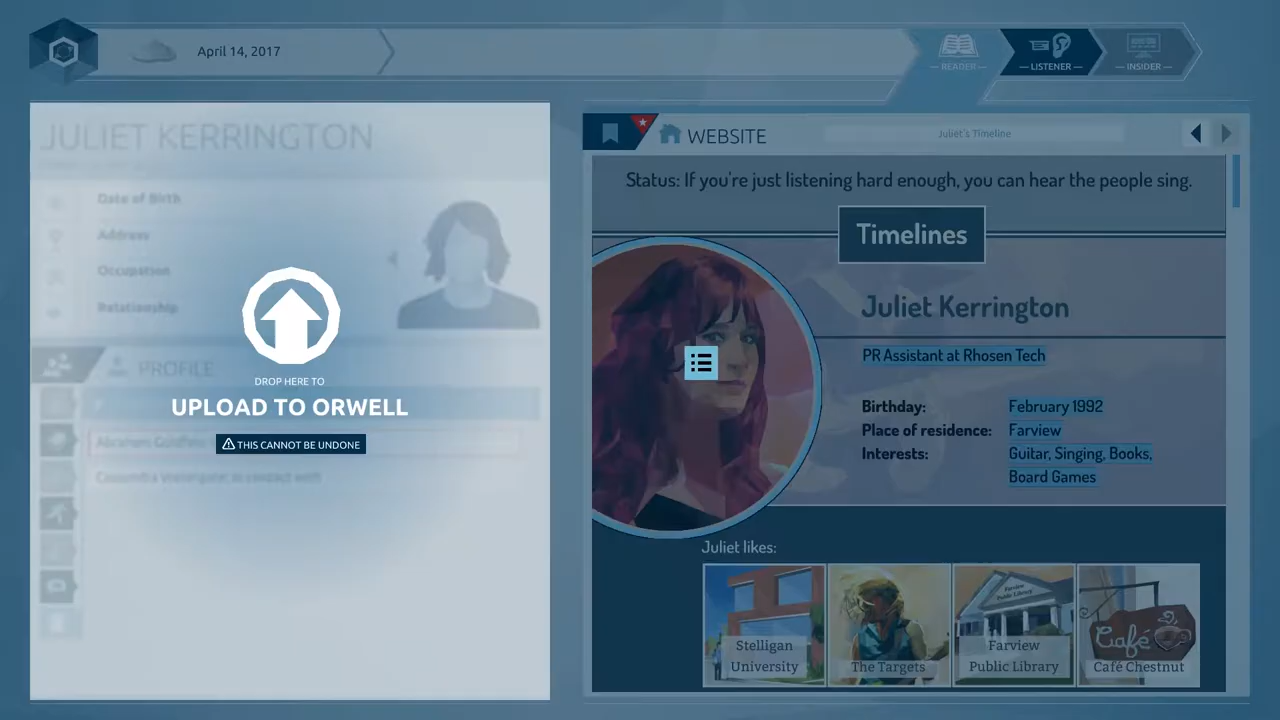 April 14, 2017
— READER —
— LISTENER —
— INSIDER —
JULIET KERRINGTON
Date of Birth
Address
Occupation
Relationship
PROFILE
DROP HERE TO
UPLOAD TO ORWELL
THIS CANNOT BE UNDONE
WEBSITE
Juliet's Timeline
Status: If you're just listening hard enough, you can hear the people sing.
Timelines
Juliet Kerrington
PR Assistant at Rhosen Tech
Birthday: February 1992
Place of residence: Farview
Interests: Guitar, Singing, Books,
Board Games
Juliet likes:
Stelligan
University
The Targets
Farview
Public Library
Farview
Public Library
Café
Café Chestnut